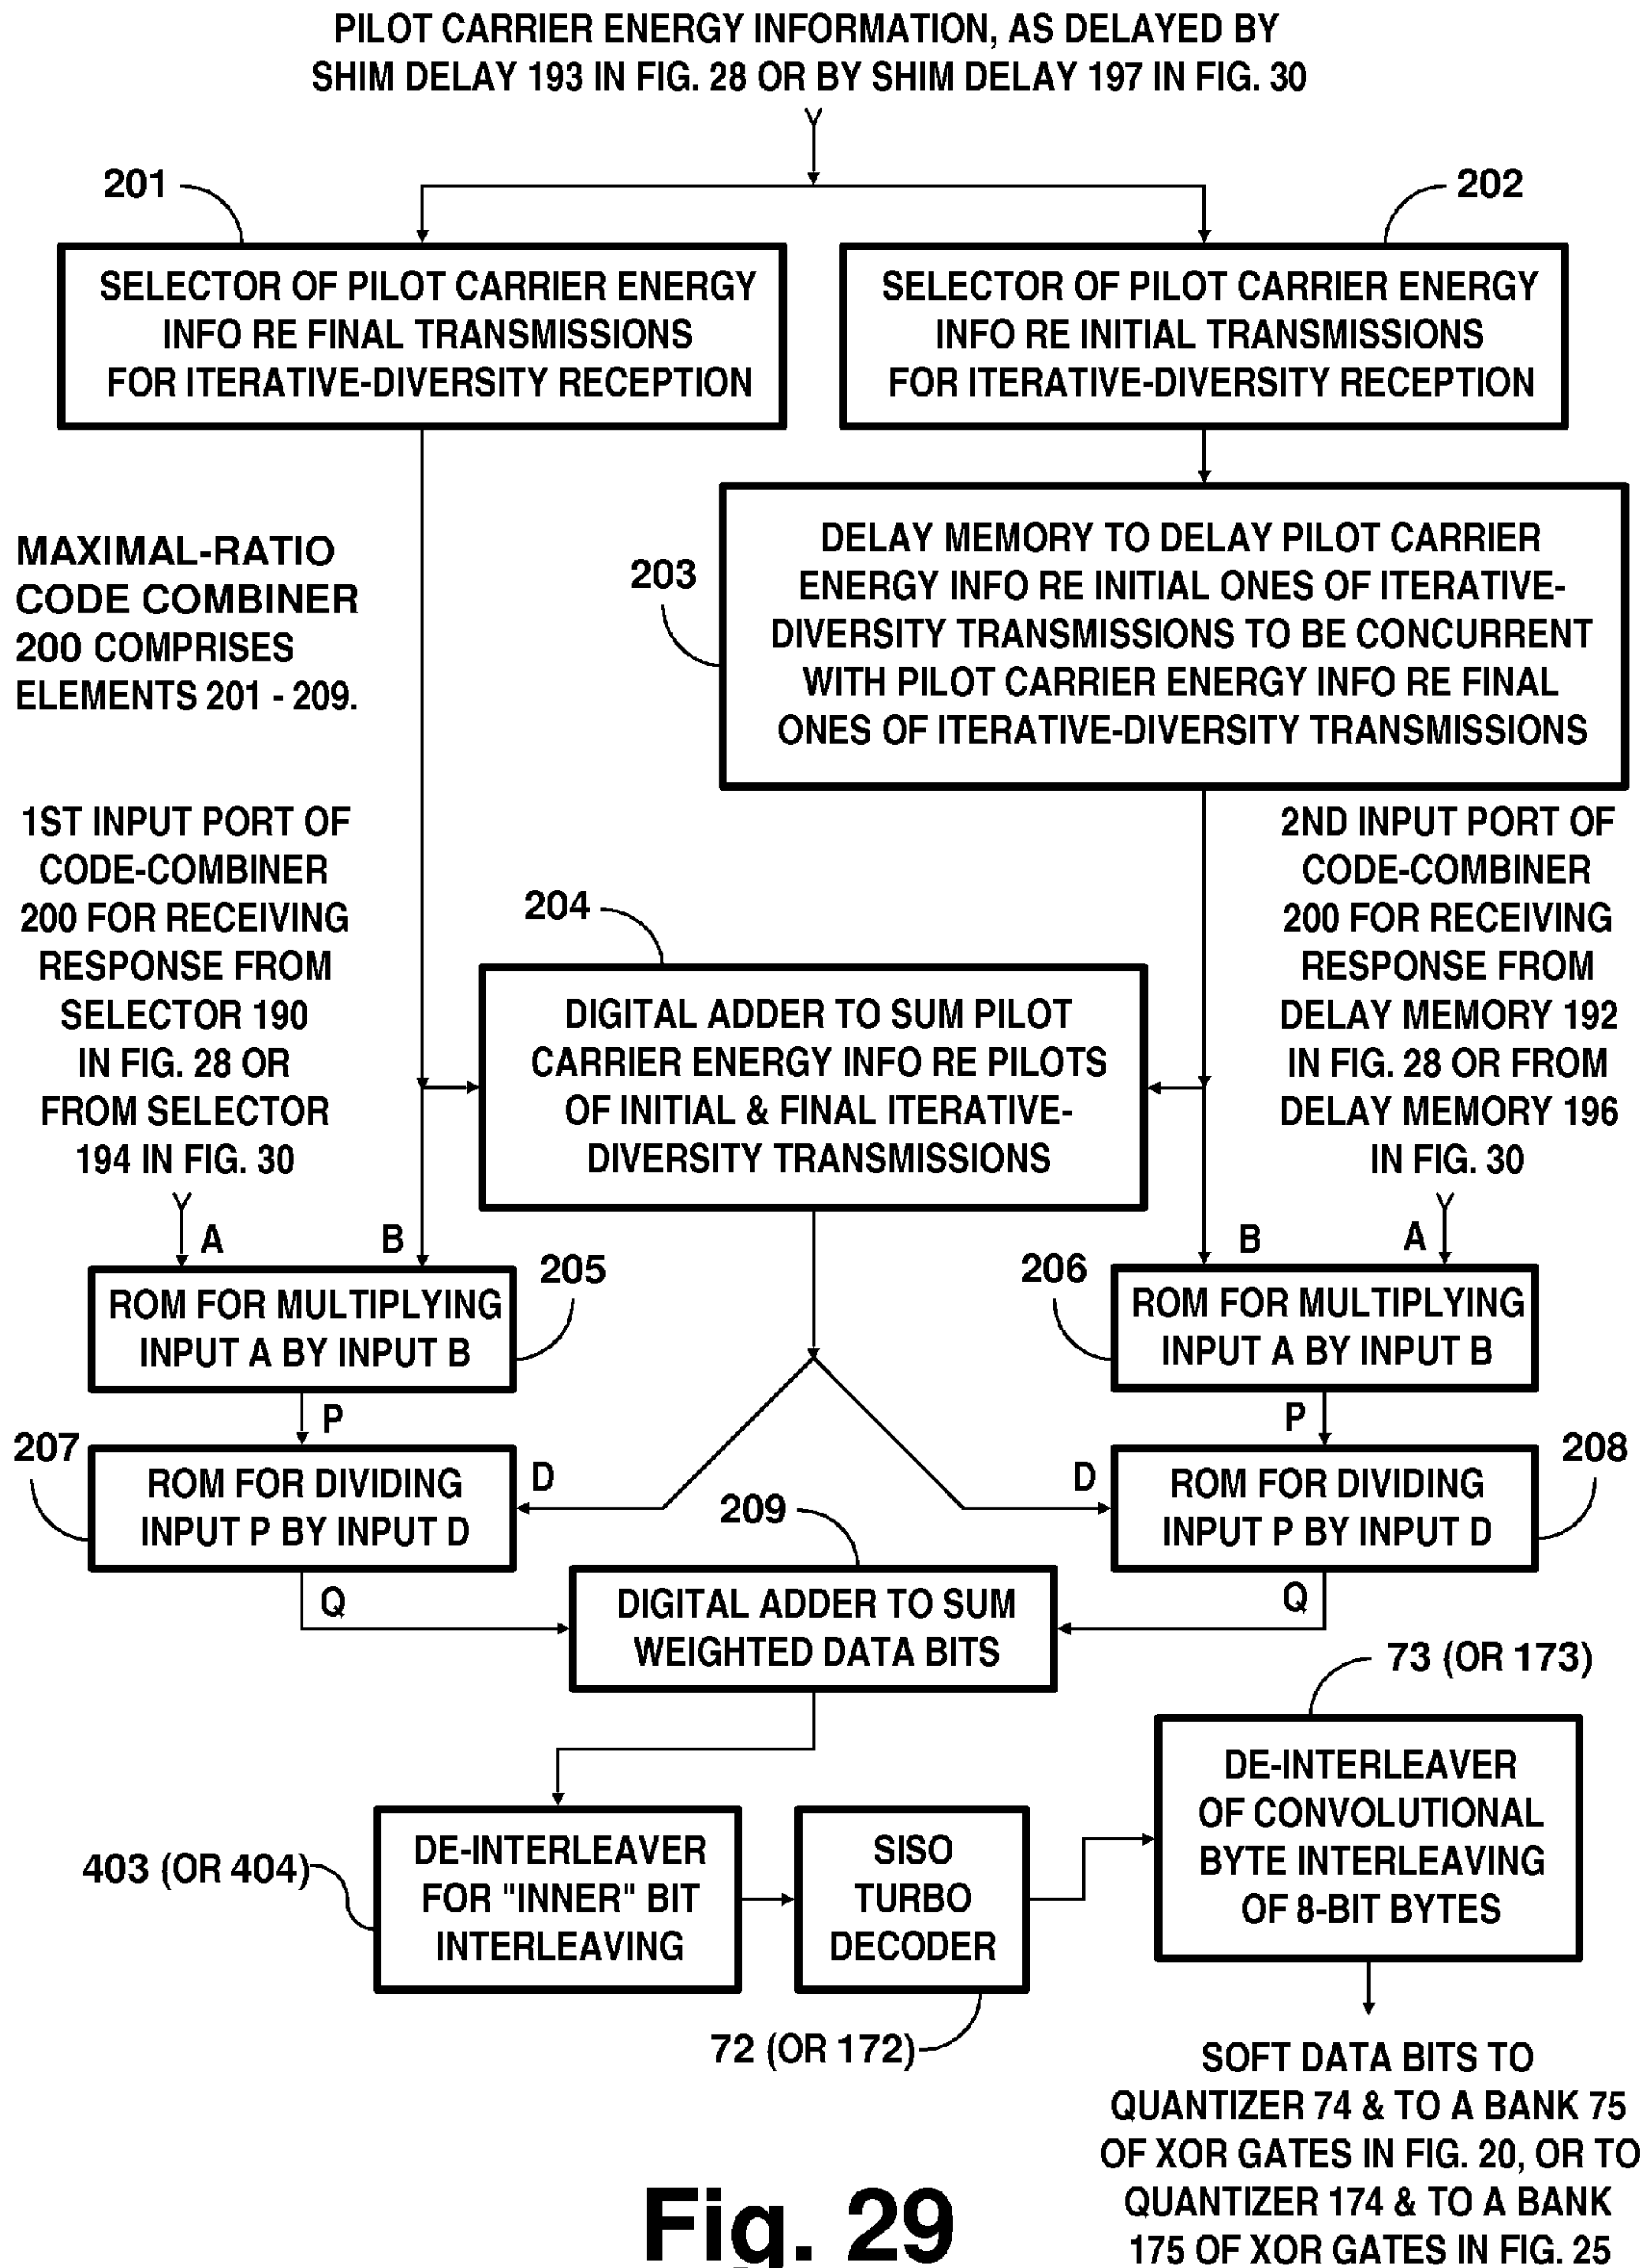 PILOT CARRIER ENERGY INFORMATION, AS DELAYED BY
SHIM DELAY 193 IN FIG. 28 OR BY SHIM DELAY 197 IN FIG. 30
201
202
SELECTOR OF PILOT CARRIER ENERGY
INFO RE FINAL TRANSMISSIONS
FOR ITERATIVE-DIVERSITY RECEPTION
SELECTOR OF PILOT CARRIER ENERGY
INFO RE INITIAL TRANSMISSIONS
FOR ITERATIVE-DIVERSITY RECEPTION
MAXIMAL-RATIO
CODE COMBINER
200 COMPRISES
ELEMENTS 201 - 209.
203
DELAY MEMORY TO DELAY PILOT CARRIER
ENERGY INFO RE INITIAL ONES OF ITERATIVE-
DIVERSITY TRANSMISSIONS TO BE CONCURRENT
WITH PILOT CARRIER ENERGY INFO RE FINAL
ONES OF ITERATIVE-DIVERSITY TRANSMISSIONS
1ST INPUT PORT OF
CODE-COMBINER
200 FOR RECEIVING
RESPONSE FROM
SELECTOR 190
IN FIG. 28 OR
FROM SELECTOR
194 IN FIG. 30
204
DIGITAL ADDER TO SUM PILOT
CARRIER ENERGY INFO RE PILOTS
OF INITIAL & FINAL ITERATIVE-
DIVERSITY TRANSMISSIONS
2ND INPUT PORT OF
CODE-COMBINER
200 FOR RECEIVING
RESPONSE FROM
DELAY MEMORY 192
IN FIG. 28 OR FROM
DELAY MEMORY 196
IN FIG. 30
A
B
B
A
205
206
ROM FOR MULTIPLYING
INPUT A BY INPUT B
ROM FOR MULTIPLYING
INPUT A BY INPUT B
P
P
207
208
ROM FOR DIVIDING
INPUT P BY INPUT D
D
D
ROM FOR DIVIDING
INPUT P BY INPUT D
209
Q
Q
DIGITAL ADDER TO SUM
WEIGHTED DATA BITS
73 (OR 173)
403 (OR 404)
DE-INTERLEAVER
FOR "INNER" BIT
INTERLEAVING
SISO
TURBO
DECODER
DE-INTERLEAVER
OF CONVOLUTIONAL
BYTE INTERLEAVING
OF 8-BIT BYTES
72 (OR 172)
SOFT DATA BITS TO
QUANTIZER 74 & TO A BANK 75
OF XOR GATES IN FIG. 20, OR TO
QUANTIZER 174 & TO A BANK
175 OF XOR GATES IN FIG. 25
Fig. 29